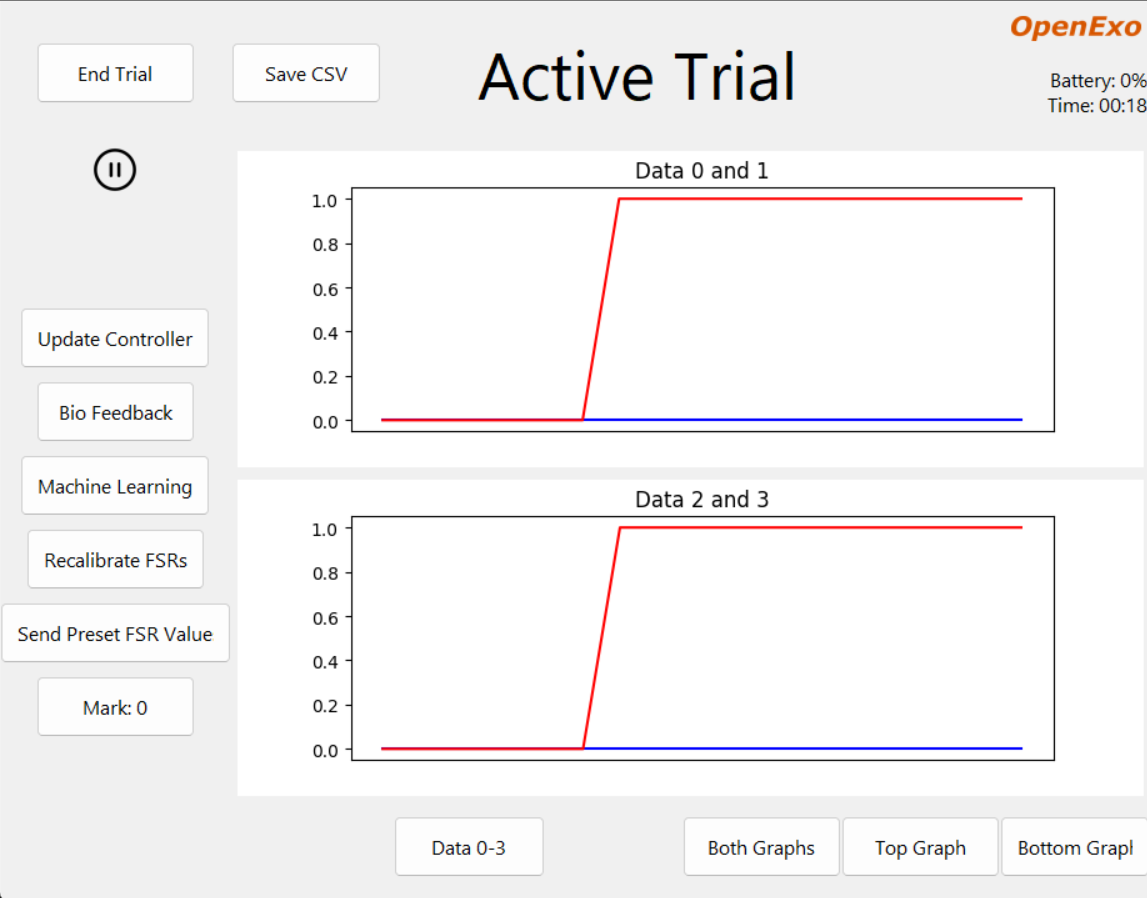 OpenExo
End Trial
Save CSV
Active Trial
Battery: 0%
Time: 00:18
Data 0 and 1
1.0
0.8
0.6
0.4
0.2
0.0
Update Controller
Bio Feedback
Machine Learning
Recalibrate FSRs
Send Preset FSR Value
Mark: 0
Data 2 and 3
1.0
0.8
0.6
0.4
0.2
0.0
Data 0-3
Both Graphs
Top Graph
Bottom Graph